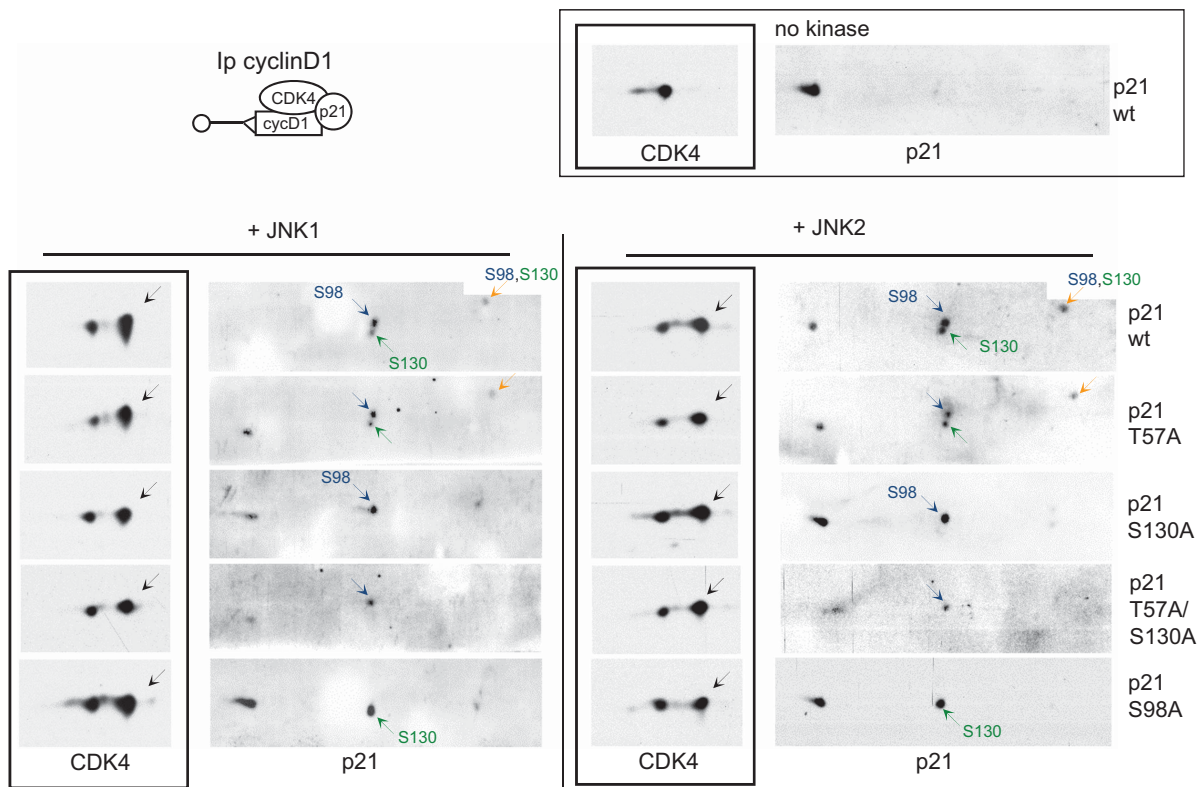 Ip cyclinD1
CDK4
p21
cycD1
no kinase
p21
wt
CDK4
p21
+ JNK1
+ JNK2
S98,S130
S98
S130
S98
S130
CDK4
p21
S98,S130
S98
S130
p21
wt
p21
T57A
S98
p21
S130A
p21
T57A/
S130A
p21
S98A
S130
CDK4
p21